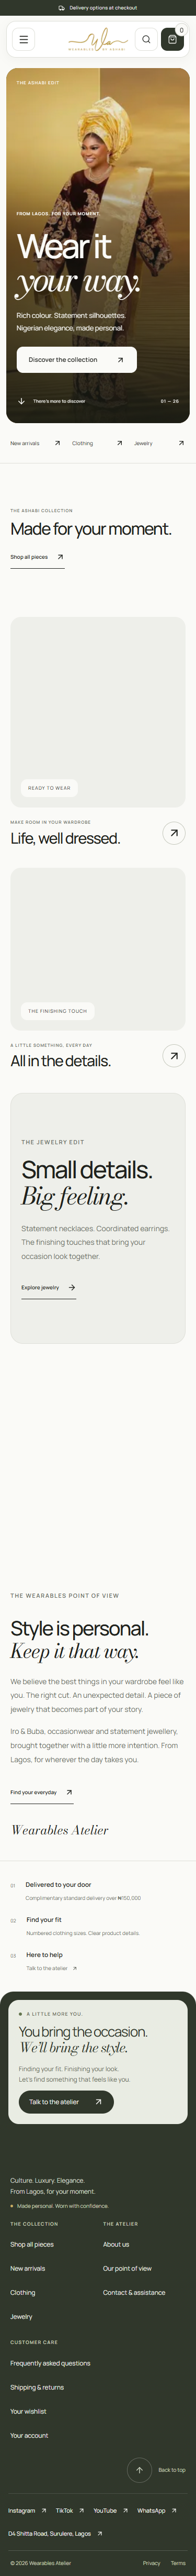 Delivery options at checkout
Wa
WEARABLES ATELIER
0
THE ASHABI EDIT
FROM LAGOS, FOR YOUR MOMENT.
Wear it
your way.
Rich colour. Statement silhouettes.
Nigerian elegance, made personal.
Discover the collection
There's more to discover
01 — 26
New arrivals
Clothing
Jewelry
THE ASHABI COLLECTION
Made for your moment.
Shop all pieces
READY TO WEAR
MAKE ROOM IN YOUR WARDROBE
Life, well dressed.
THE FINISHING TOUCH
A LITTLE SOMETHING, EVERY DAY
All in the details.
THE JEWELRY EDIT
Small details.
Big feeling.
Statement necklaces. Coordinated earrings.
The finishing touches that bring your
occasion look together.
Explore jewelry
THE WEARABLES POINT OF VIEW
Style is personal.
Keep it that way.
We believe the best things in your wardrobe feel like
you. The right cut. An unexpected detail. A piece of
jewelry that becomes part of your story.
Iro & Buba, occasionwear and statement jewellery,
brought together with a little more intention. From
Lagos, for wherever the day takes you.
Find your everyday
Wearables Atelier
01
Delivered to your door
Complimentary standard delivery over ₦150,000
02
Find your fit
Numbered clothing sizes. Clear product details.
03
Here to help
Talk to the atelier
A LITTLE MORE YOU.
You bring the occasion.
We'll bring the style.
Finding your fit. Finishing your look.
Let's find something that feels like you.
Talk to the atelier
Culture. Luxury. Elegance.
From Lagos, for your moment.
Made personal. Worn with confidence.
THE COLLECTION
Shop all pieces
New arrivals
Clothing
Jewelry
THE ATELIER
About us
Our point of view
Contact & assistance
CUSTOMER CARE
Frequently asked questions
Shipping & returns
Your wishlist
Your account
Back to top
Instagram
TikTok
YouTube
WhatsApp
D4 Shitta Road, Surulere, Lagos
© 2026 Wearables Atelier
Privacy
Terms